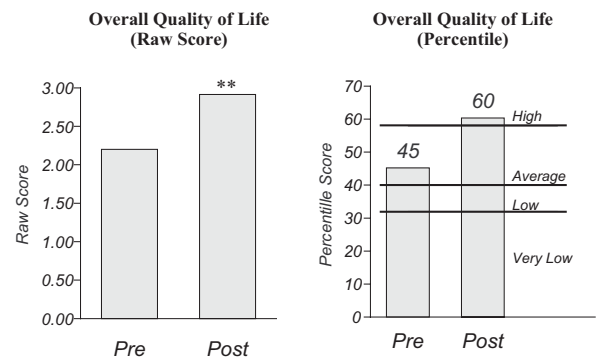 Overall Quality of Life
(Raw Score)
3.00
2.50
2.00
1.50
1.00
0.50
0.00
Raw Score
**
Pre
Post
Overall Quality of Life
(Percentile)
70
60
50
40
30
20
10
0
Percentille Score
45
60
High
Average
Low
Very Low
Pre
Post